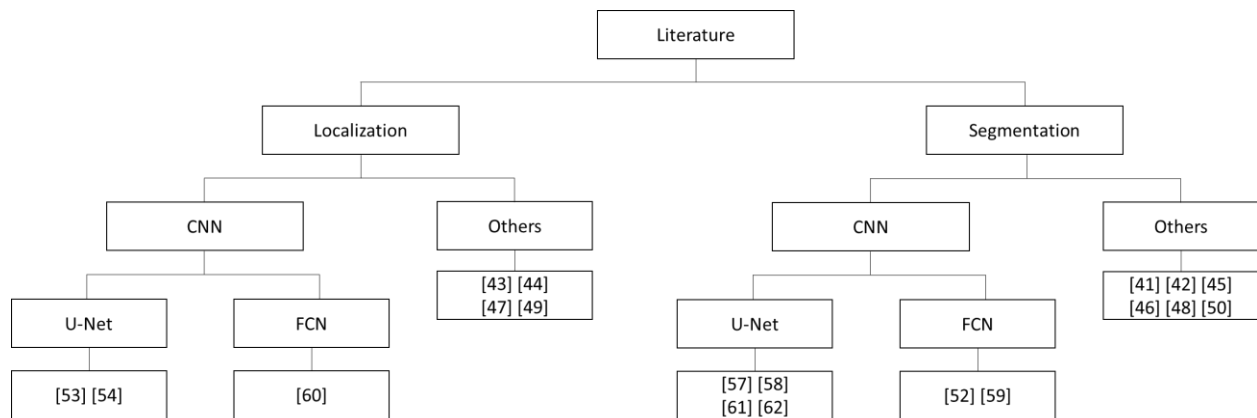 Literature
Localization
Segmentation
CNN
Others
CNN
Others
[43] [44]
[47] [49]
[41] [42] [45]
[46] [48] [50]
U-Net
FCN
U-Net
FCN
[53] [54]
[60]
[57] [58]
[61] [62]
[52] [59]